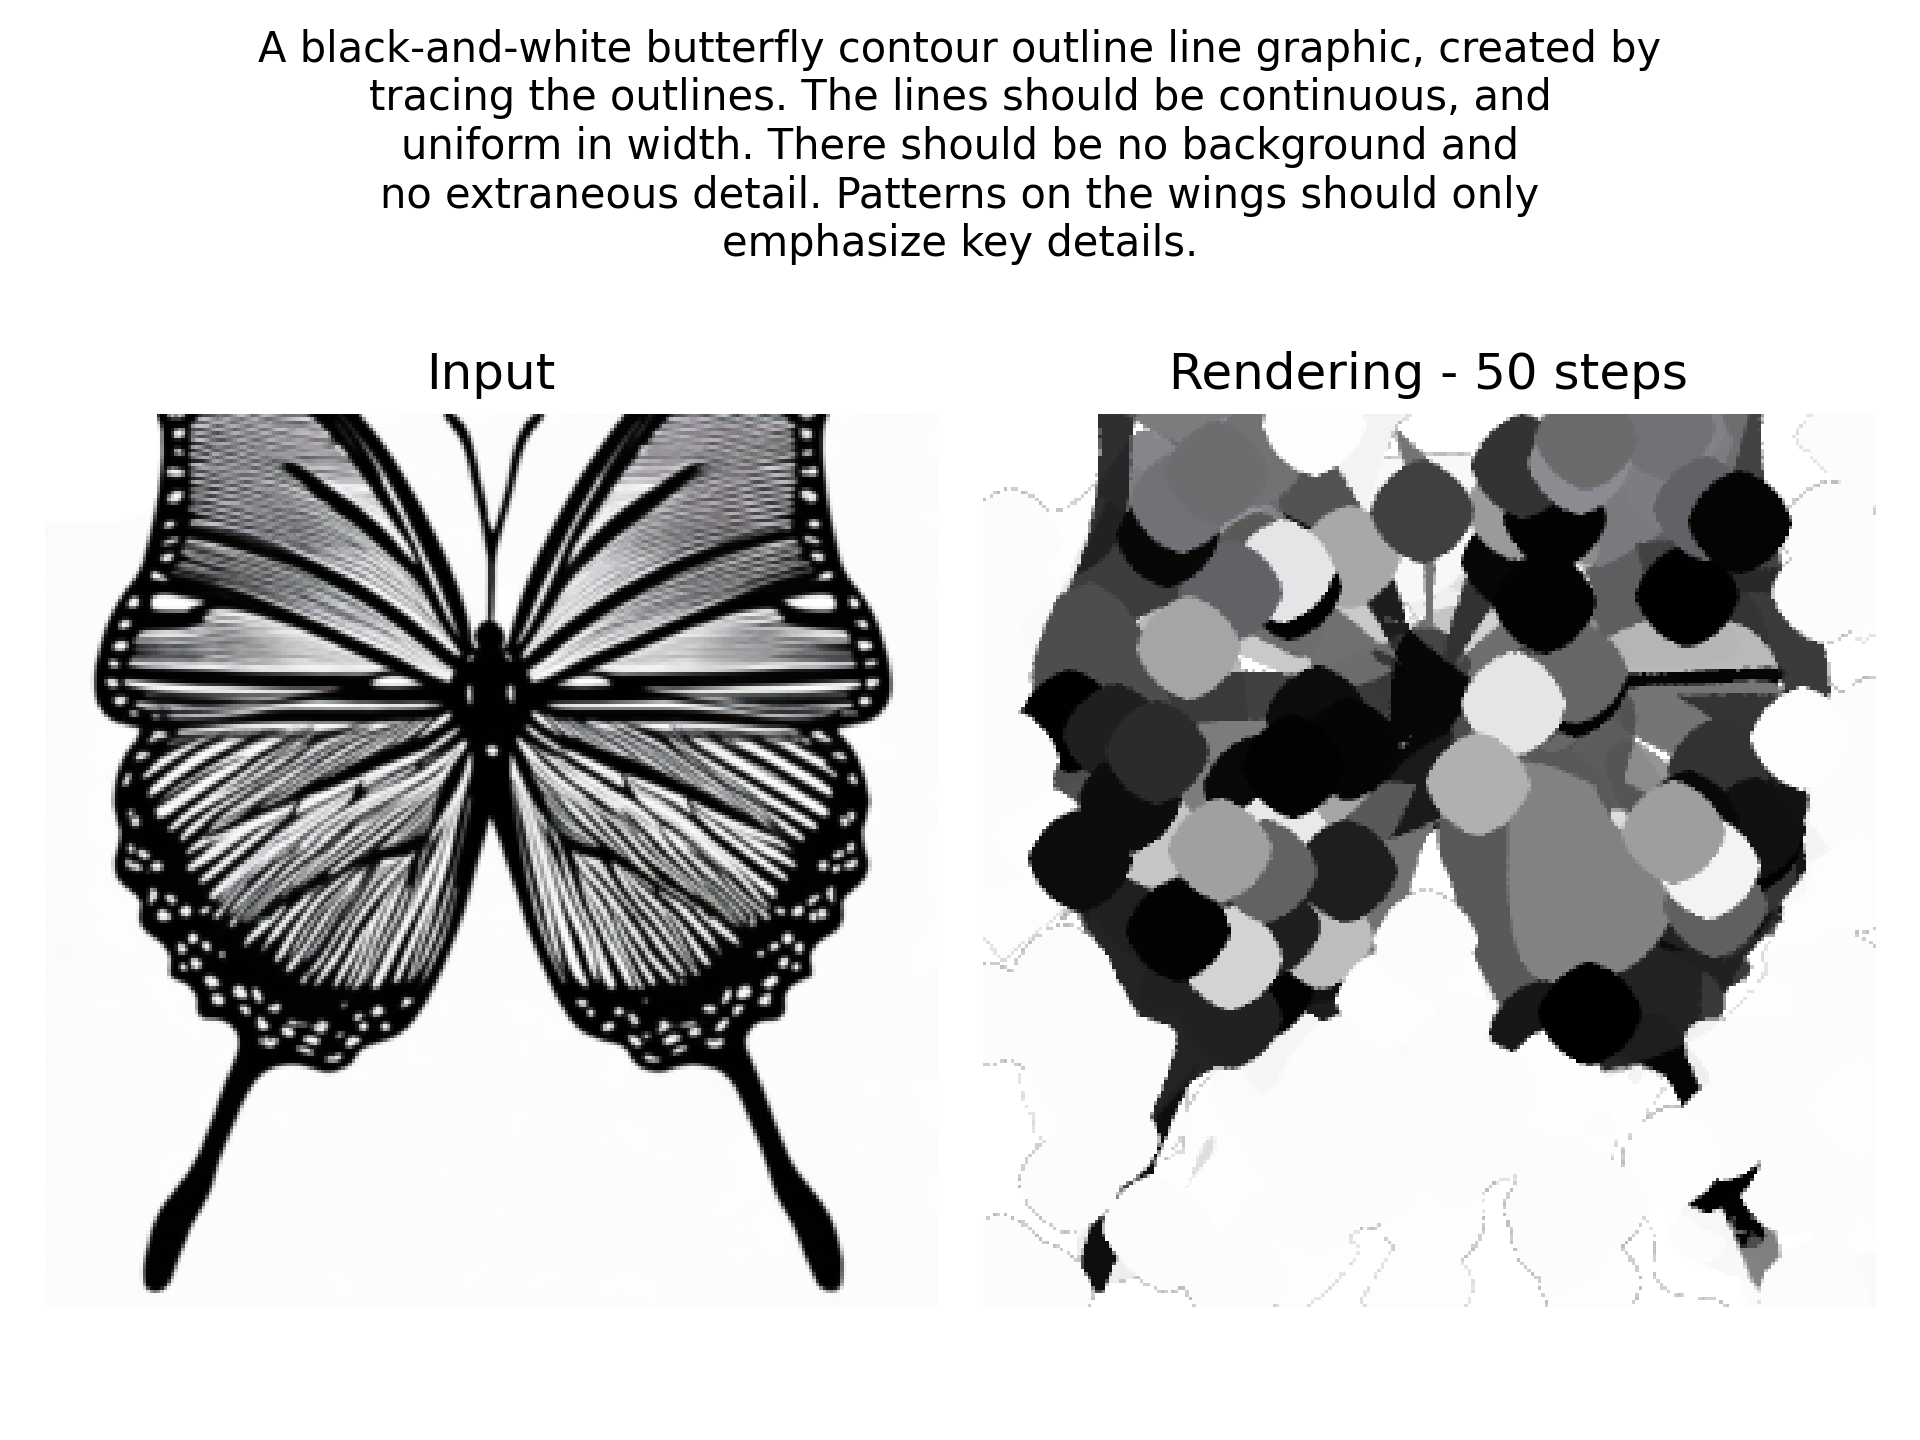 A black-and-white butterfly contour outline line graphic, created by
tracing the outlines. The lines should be continuous, and
uniform in width. There should be no background and
no extraneous detail. Patterns on the wings should only
emphasize key details.
Input
Rendering - 50 steps